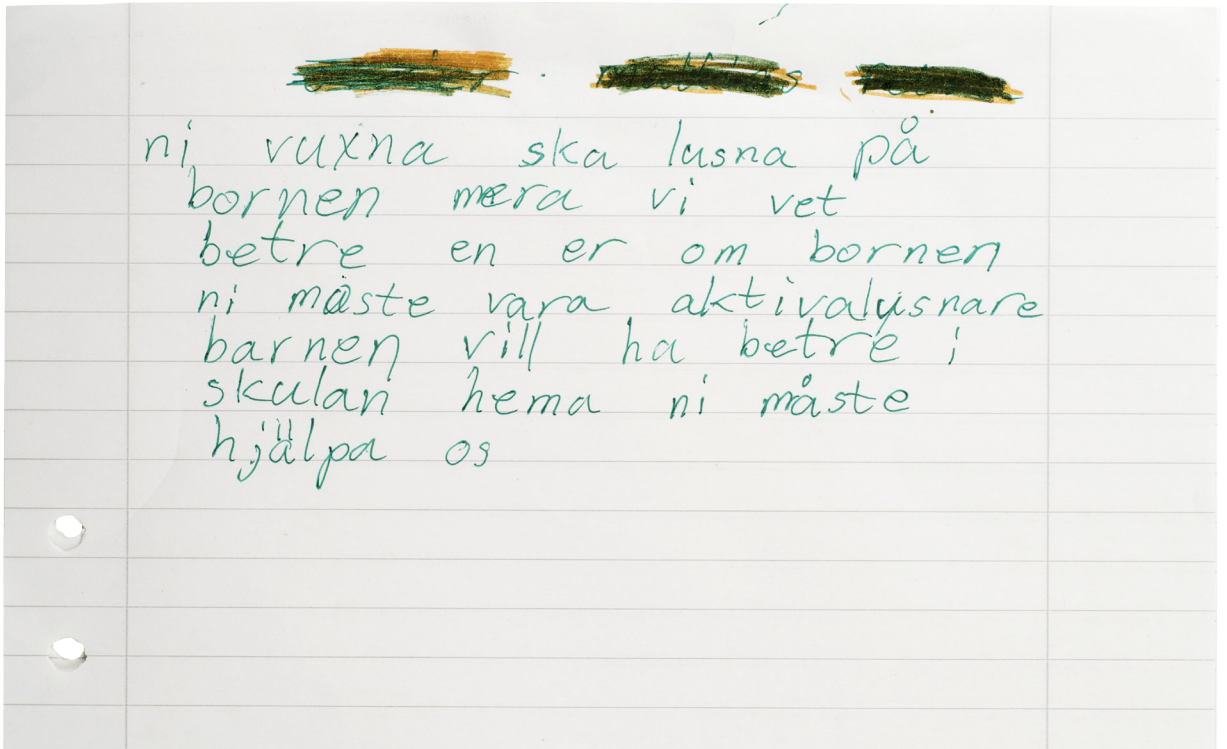 ni vuxna ska lusna på
bornen mera vi vet
betre en er om bornen
ni måste vara aktivalusnare
barnen vill ha betre i
skulan hema ni måste
hjälpa os